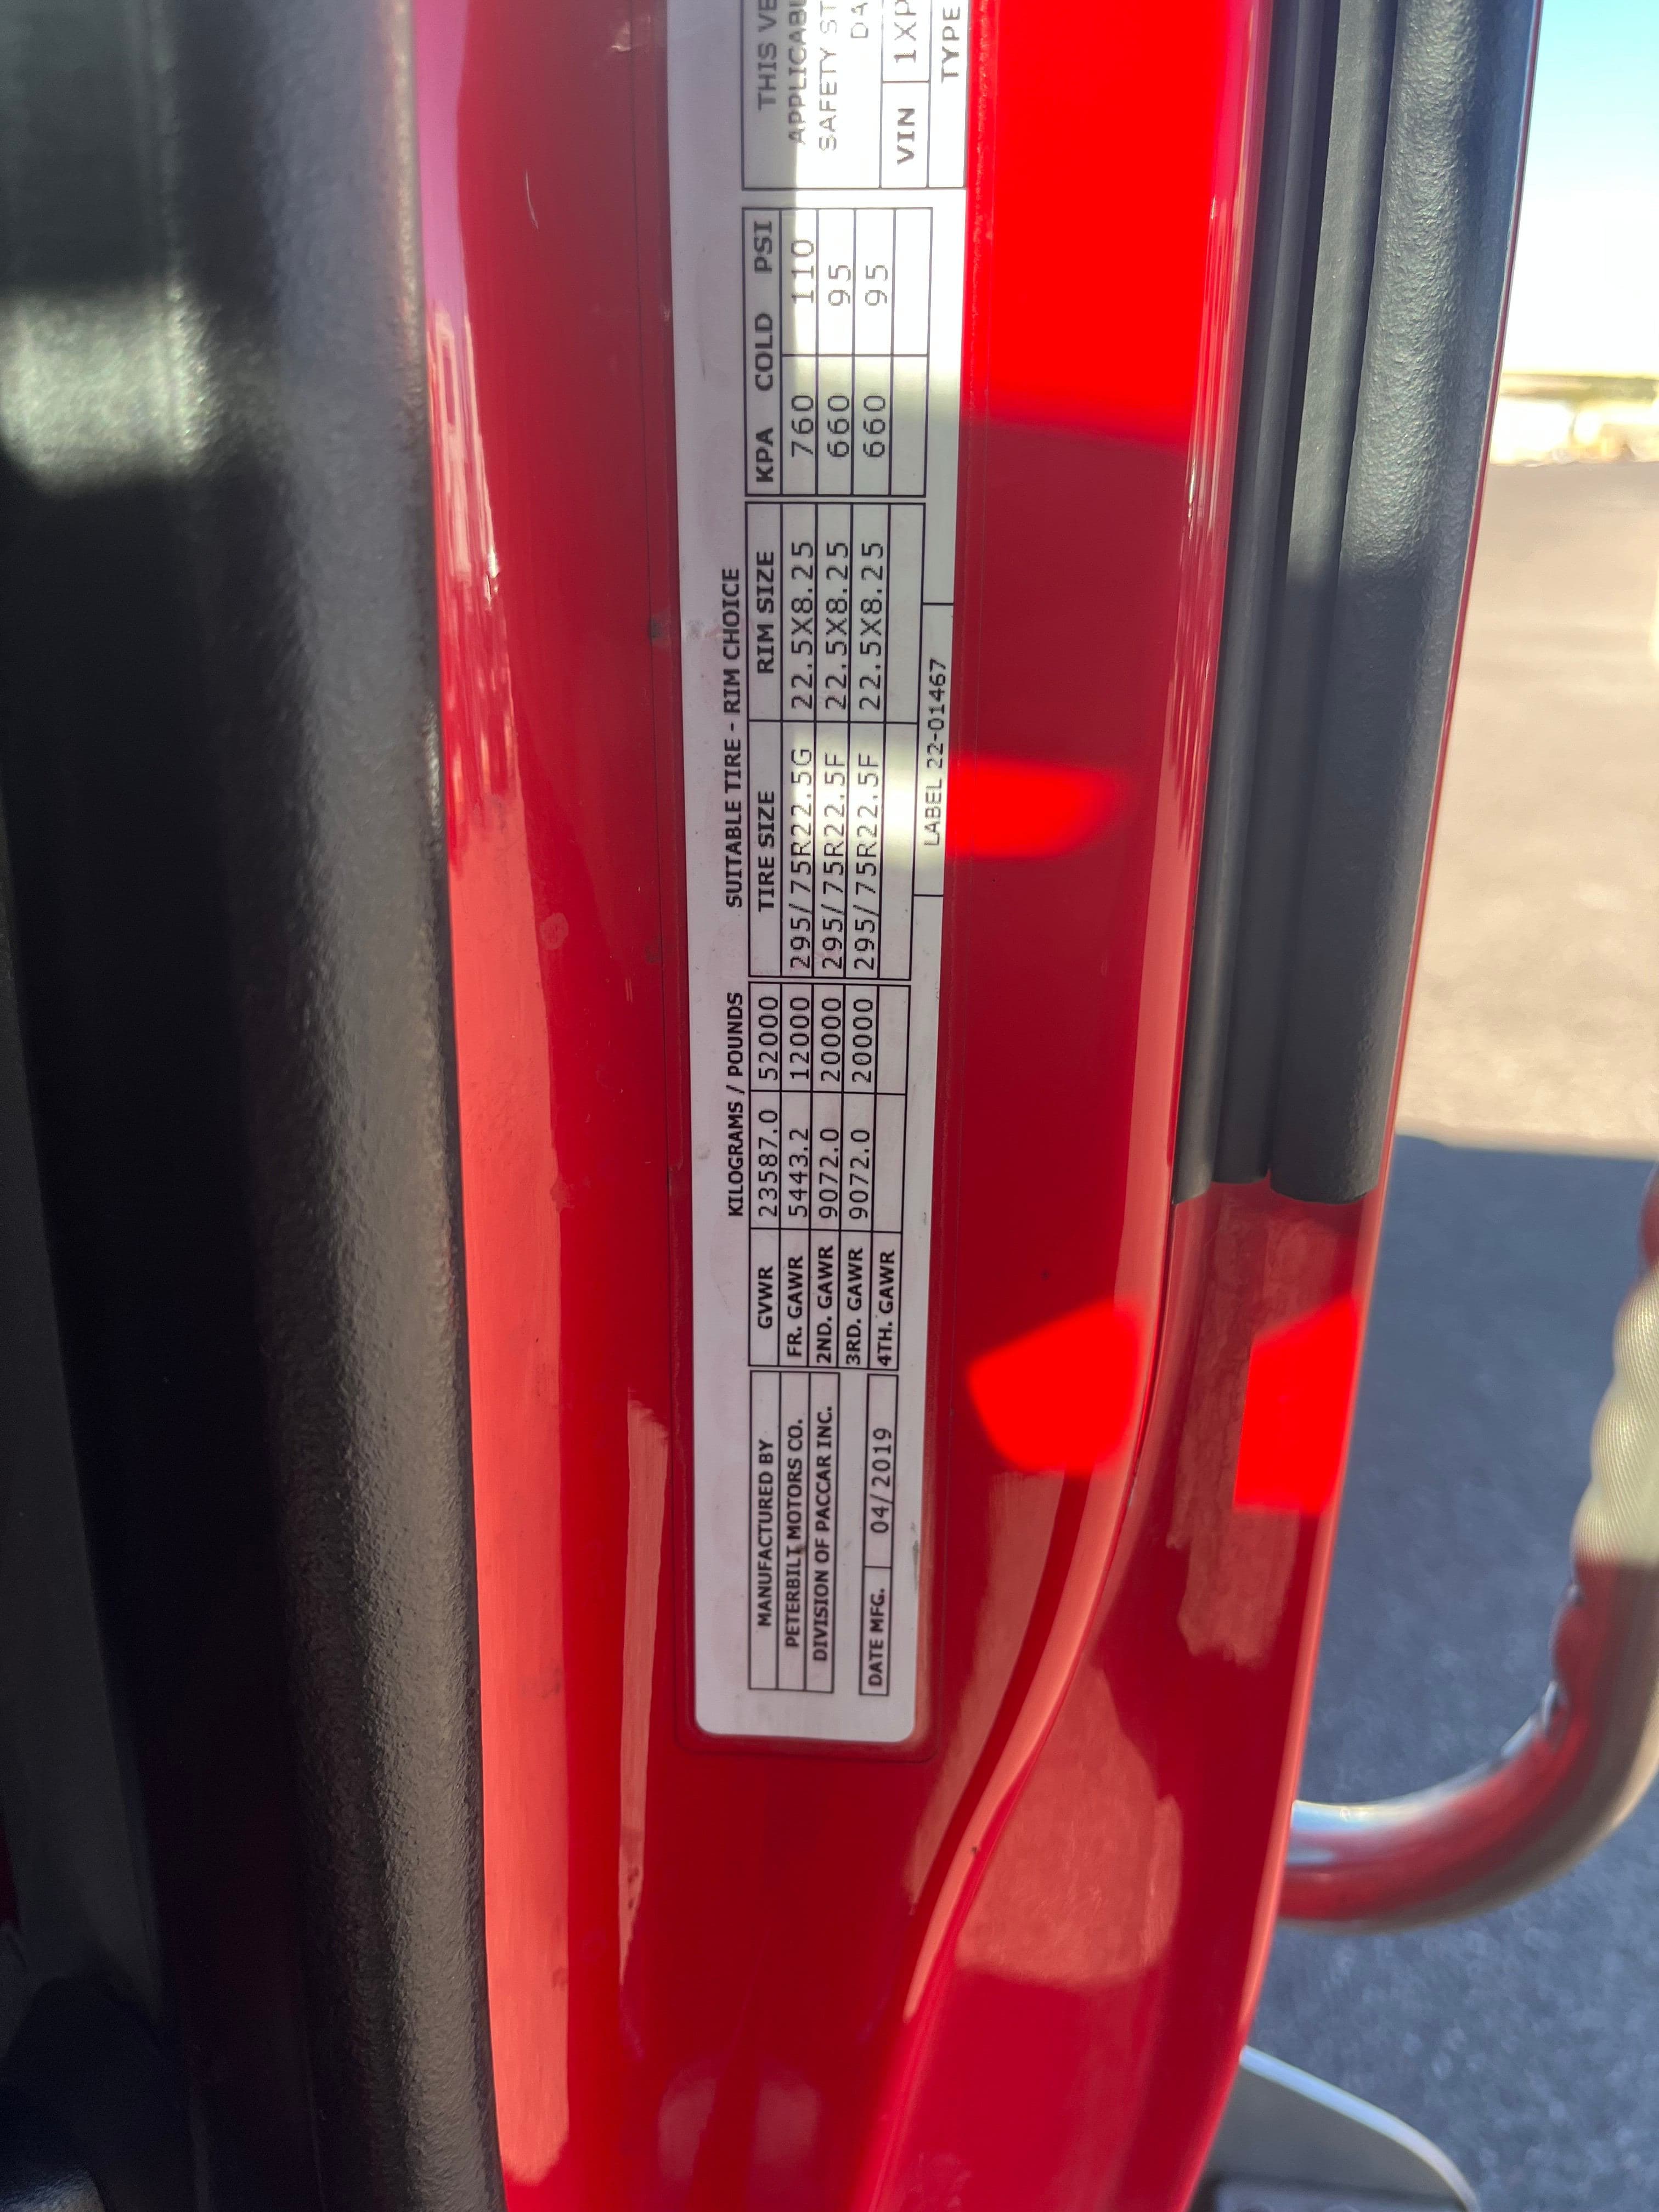 MANUFACTURED BY
PETERBILT MOTORS CO.
DIVISION OF PACCAR INC.
DATE MFG. 04/2019
KILOGRAMS / POUNDS
GVWR 23587.0 52000
FR. GAWR 5443.2 12000
2ND. GAWR 9072.0 20000
3RD. GAWR 9072.0 20000
4TH. GAWR
SUITABLE TIRE - RIM CHOICE
TIRE SIZE RIM SIZE KPA COLD PSI
295/75R22.5G 22.5X8.25 760 110
295/75R22.5F 22.5X8.25 660 95
295/75R22.5F 22.5X8.25 660 95
LABEL 22-01467
THIS VE
APPLICABL
SAFETY ST
DA
VIN 1XP
TYPE